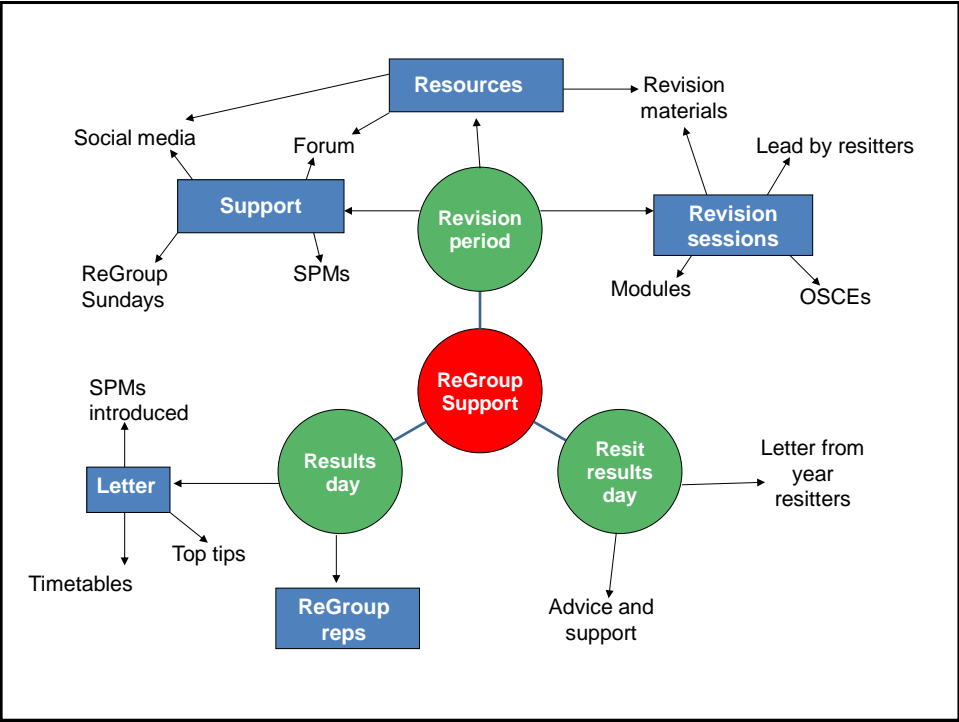 Resources
Revision
materials
Social media
Forum
Lead by resitters
Support
Revision
period
Revision
sessions
ReGroup
Sundays
SPMs
Modules
OSCEs
ReGroup
Support
SPMs
introduced
Results
day
Resit
results
day
Letter from
year
resitters
Letter
Top tips
Timetables
ReGroup
reps
Advice and
support